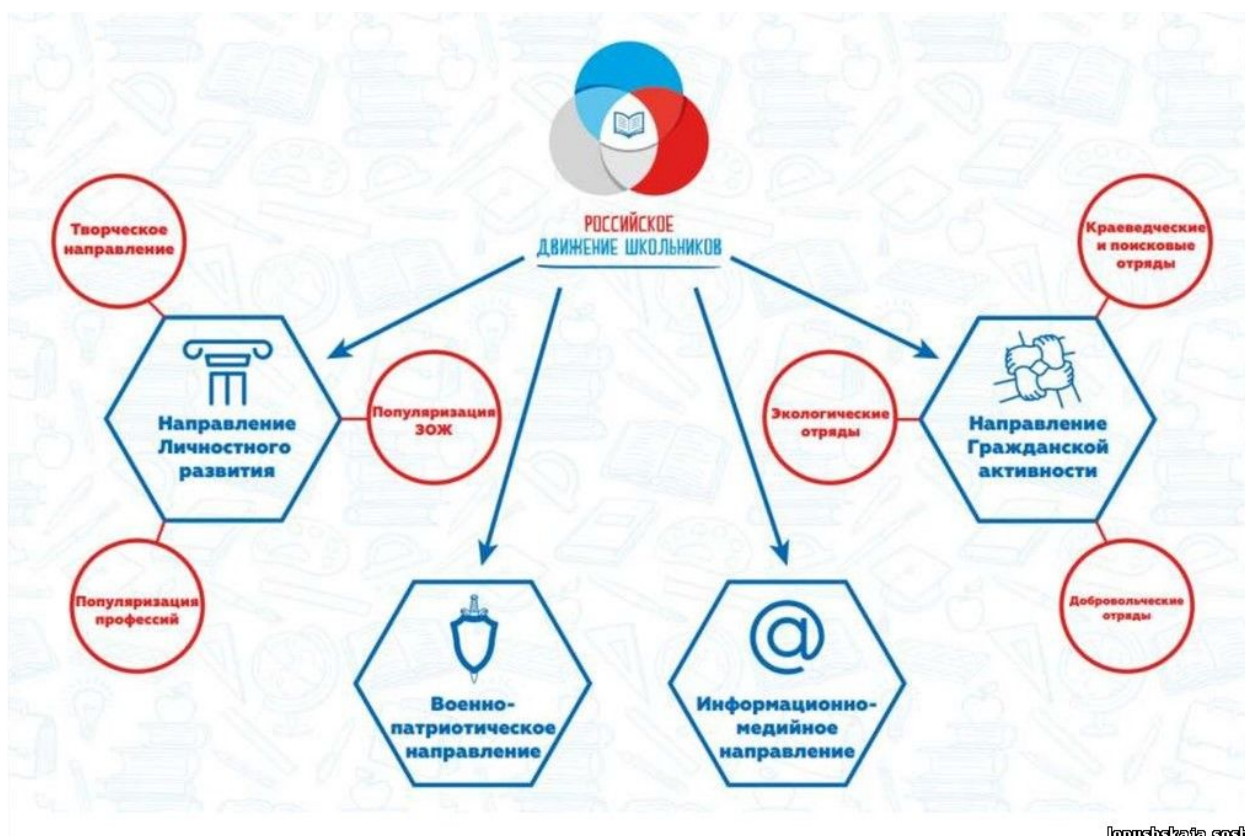 РОССИЙСКОЕ
ДВИЖЕНИЕ ШКОЛЬНИКОВ
Творческое
направление
Направление
Личностного
развития
Популяризация
ЗОЖ
Популяризация
профессий
Военно-
патриотическое
направление
@
Информационно-
медийное
направление
Экологические
отряды
Краеведческие
и поисковые
отряды
Направление
Гражданской
активности
Добровольческие
отряды